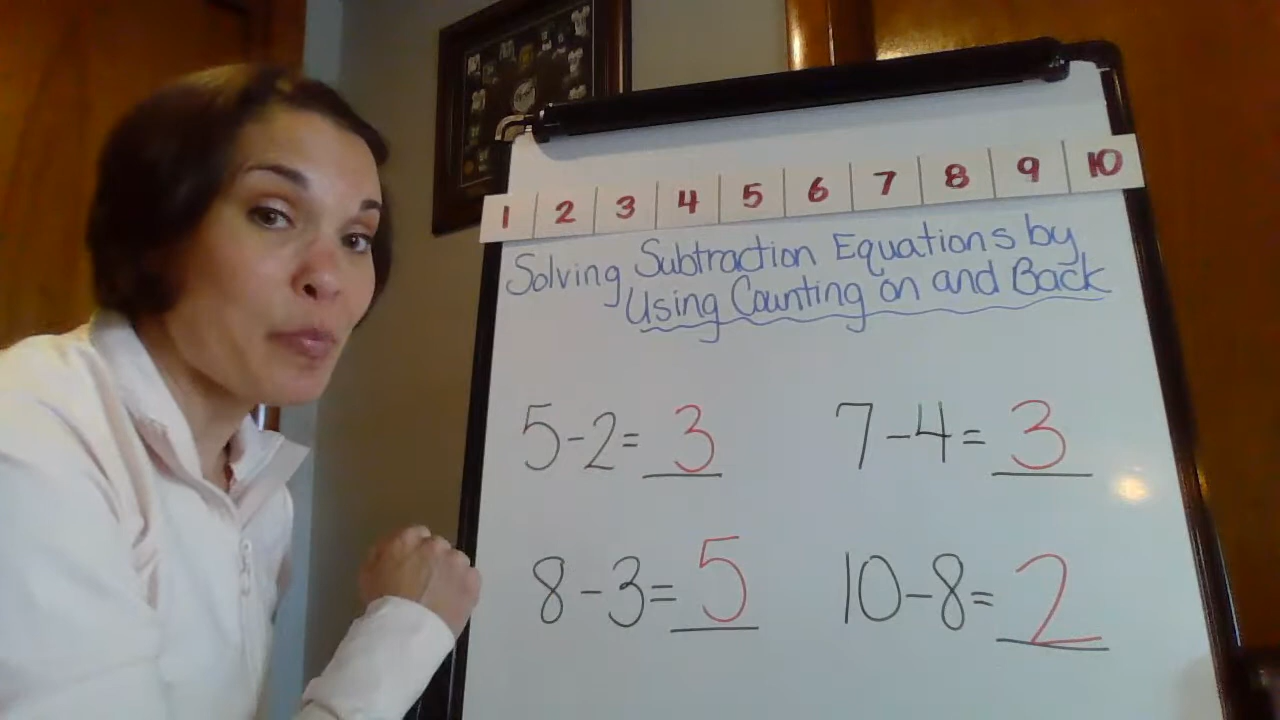 1 2 3 4 5 6 7 8 9 10
Solving Subtraction Equations by
Using Counting on and Back
5-2= 3
7-4= 3
8-3= 5
10-8= 2